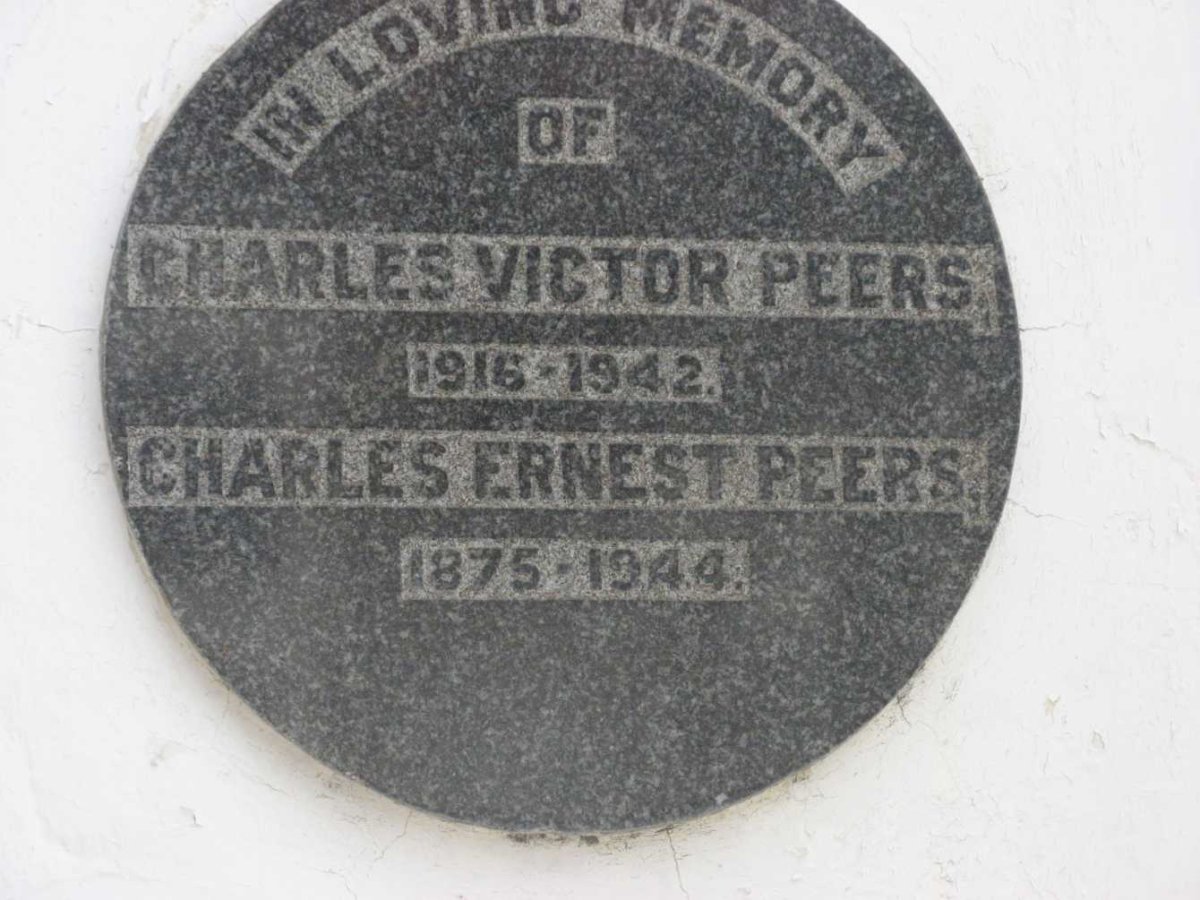 IN LOVING MEMORY
OF
CHARLES VICTOR PEERS,
1916-1942.
CHARLES ERNEST PEERS,
1875-1944.